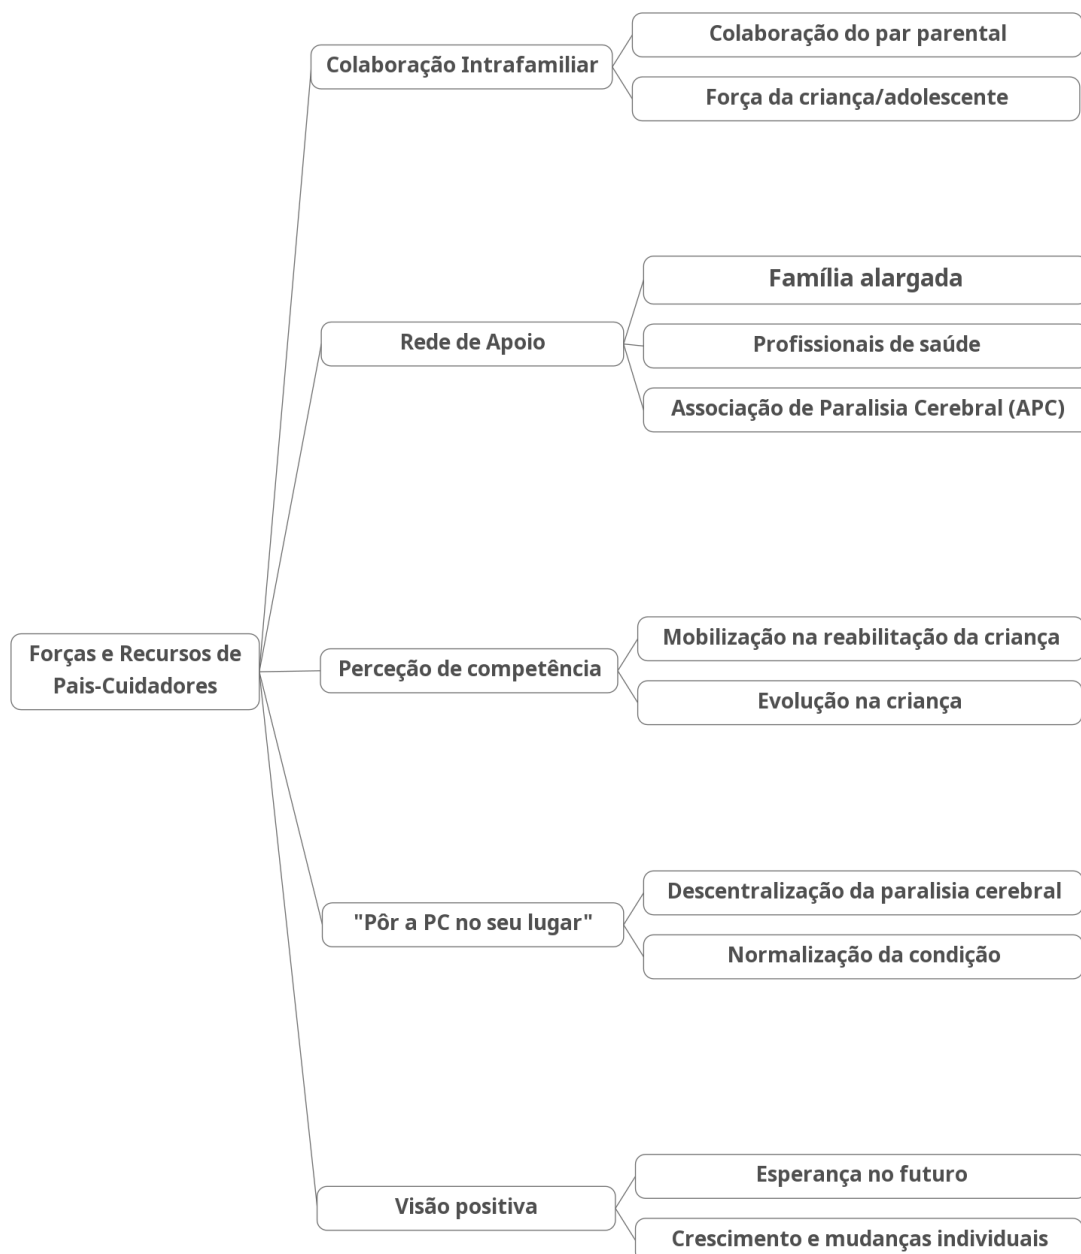 Colaboração do par parental
Colaboração Intrafamiliar
Força da criança/adolescente
Família alargada
Rede de Apoio
Profissionais de saúde
Associação de Paralisia Cerebral (APC)
Forças e Recursos de
Pais-Cuidadores
Mobilização na reabilitação da criança
Perceção de competência
Evolução na criança
Descentralização da paralisia cerebral
"Pôr a PC no seu lugar"
Normalização da condição
Esperança no futuro
Visão positiva
Crescimento e mudanças individuais